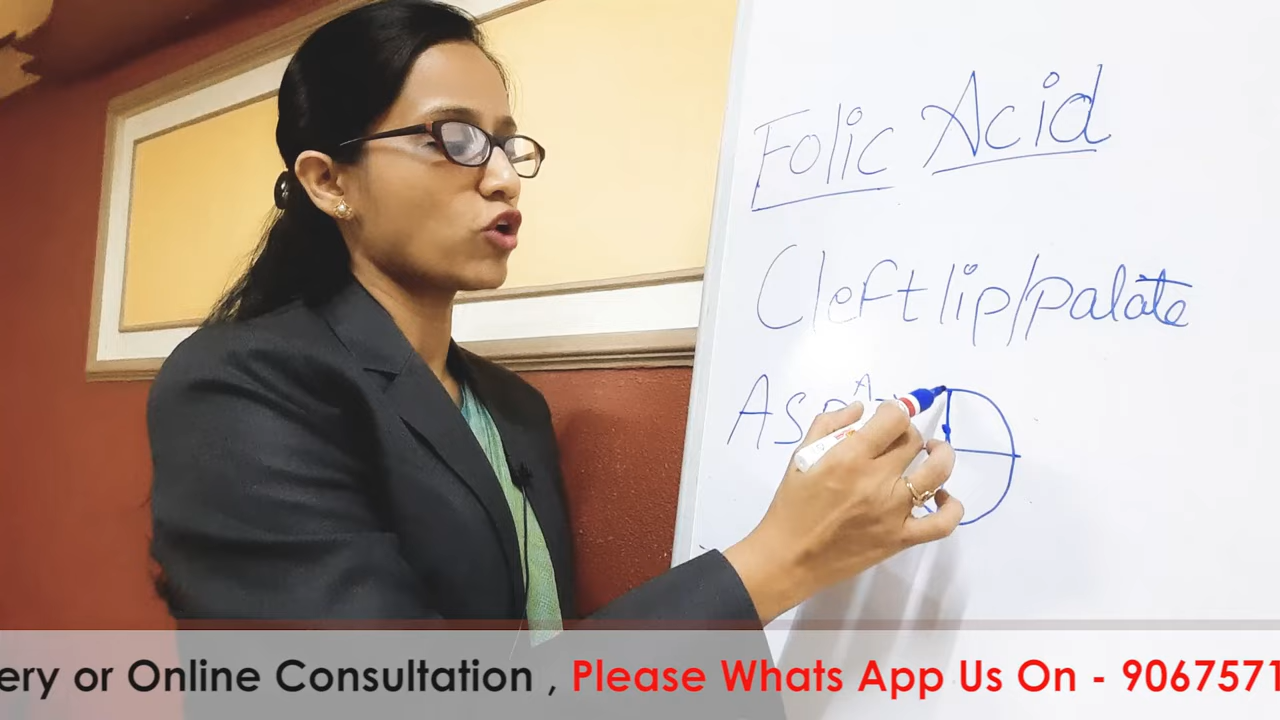 Folic Acid
Cleft lip/palate
ery or Online Consultation , Please Whats App Us On - 9067571